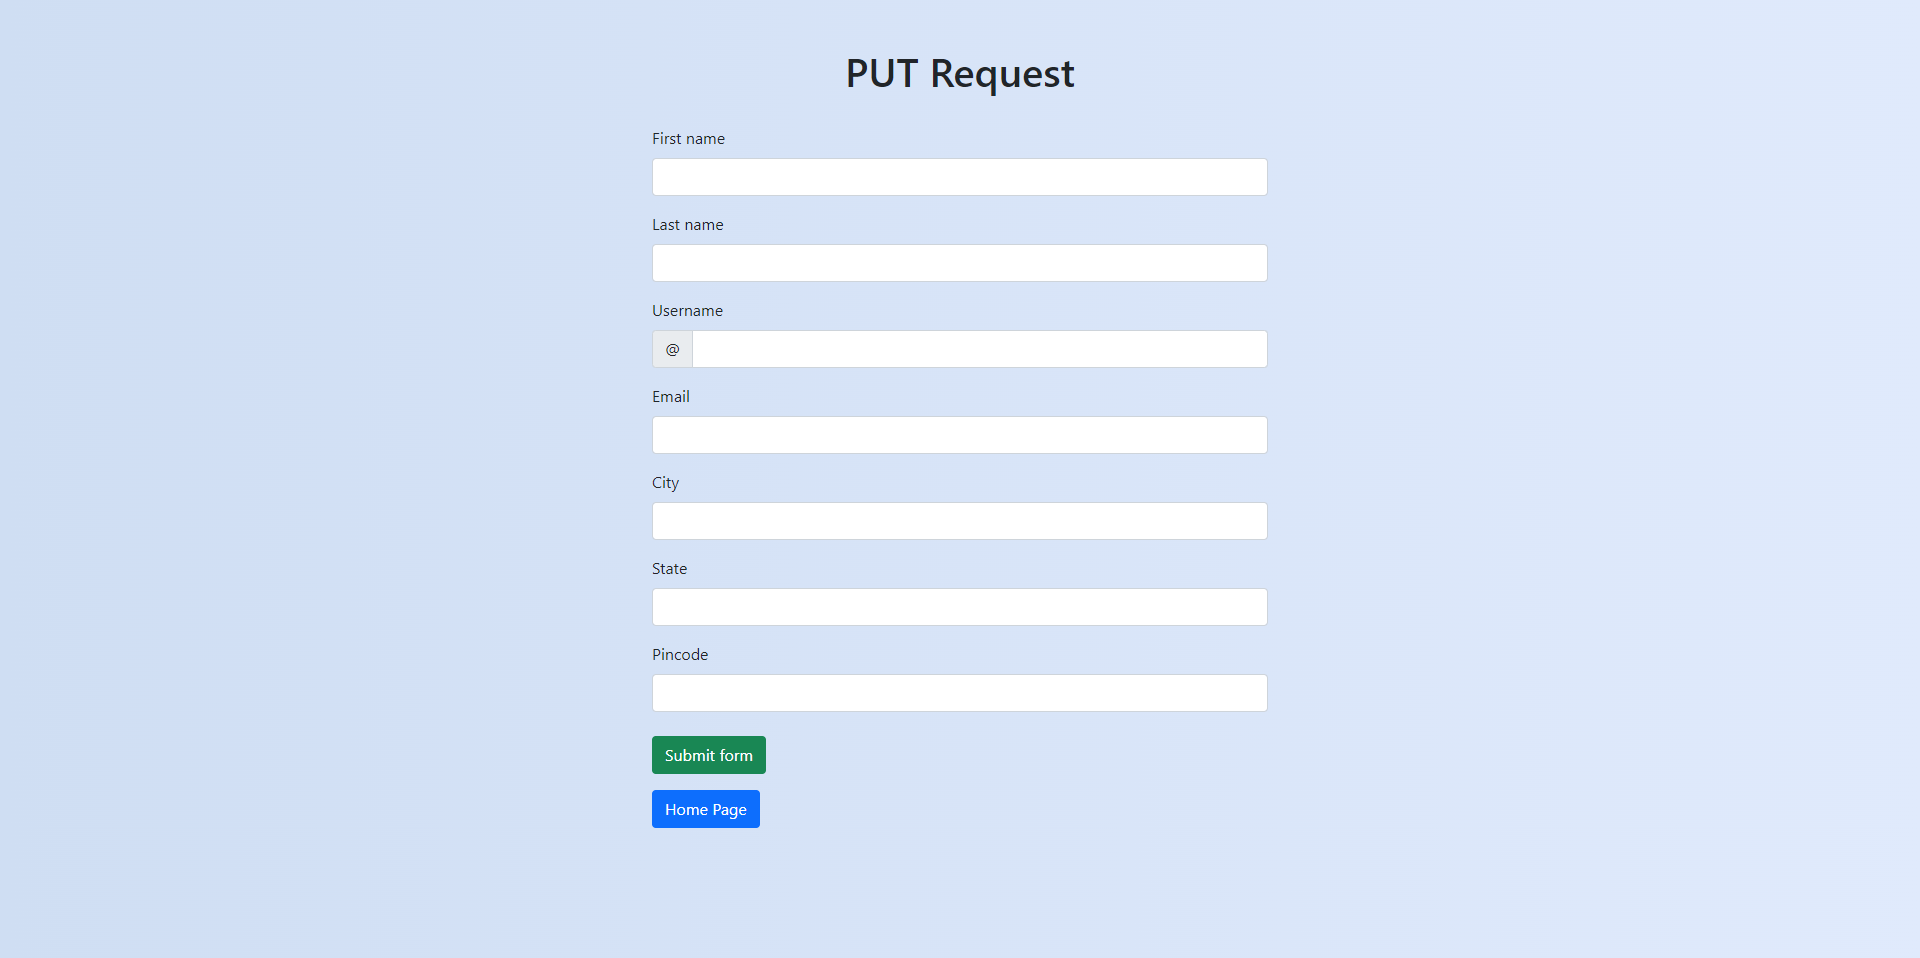 PUT Request
First name
Last name
Username
@
Email
City
State
Pincode
Submit form
Home Page